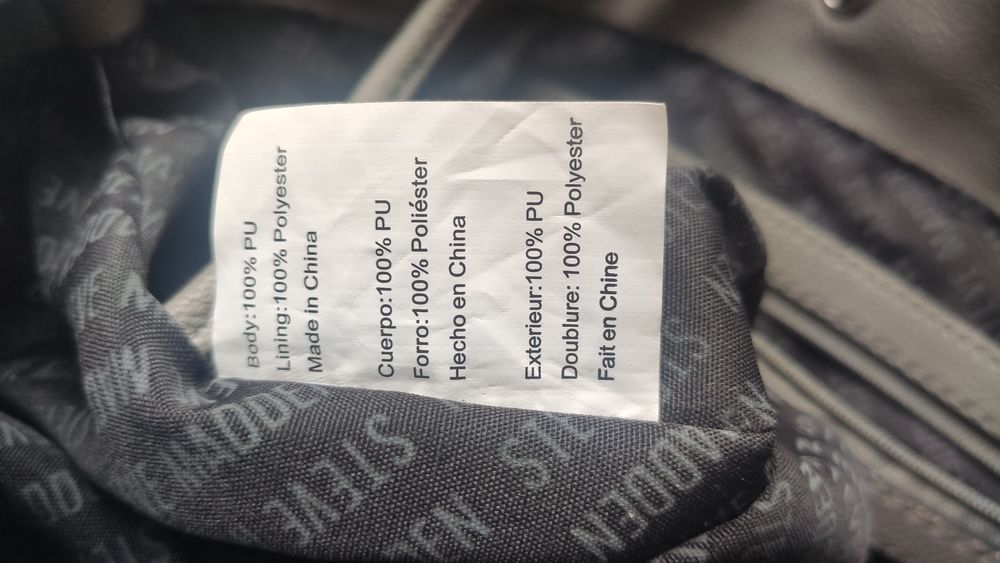 Body:100% PU
Lining:100% Polyester
Made in China
Cuerpo:100% PU
Forro:100% Poliéster
Hecho en China
Exterieur:100% PU
Doublure: 100% Polyester
Fait en Chine
STEVE
MADDEN